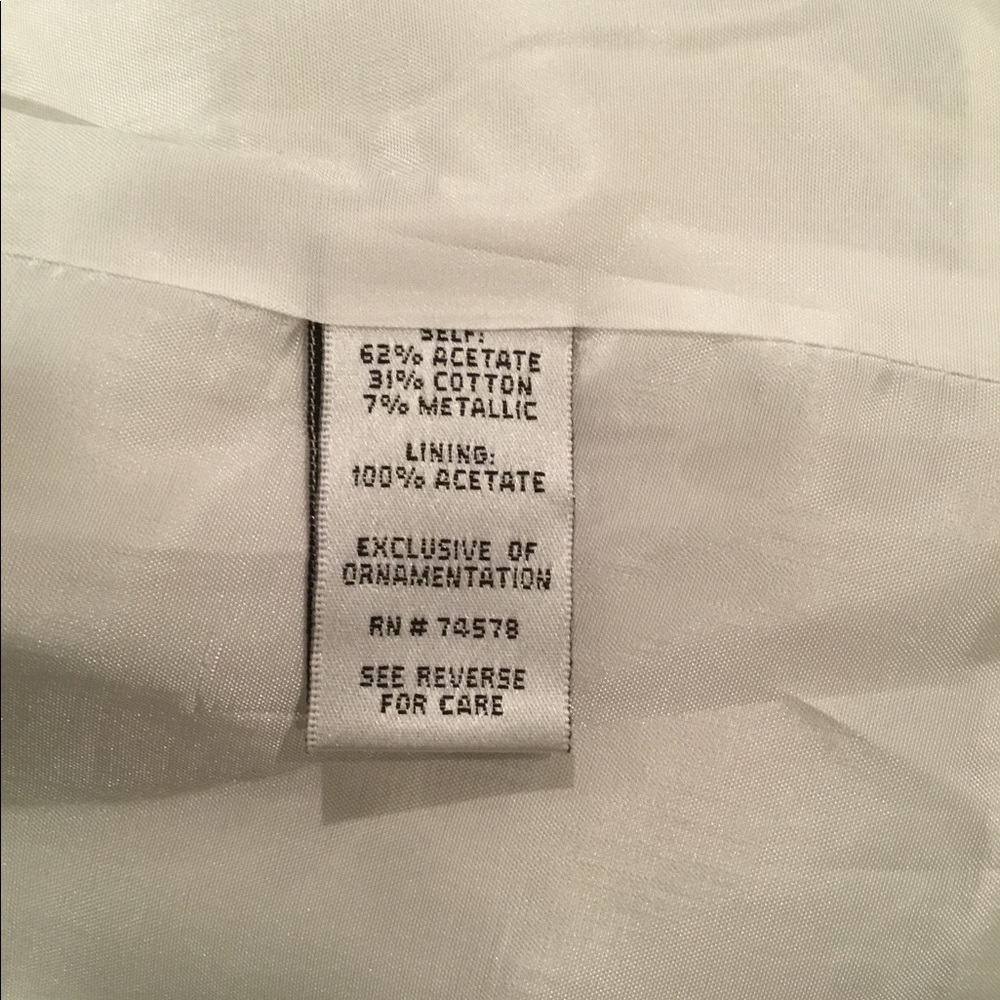 SELF:
62% ACETATE
31% COTTON
7% METALLIC
LINING:
100% ACETATE
EXCLUSIVE OF
ORNAMENTATION
RN # 74578
SEE REVERSE
FOR CARE